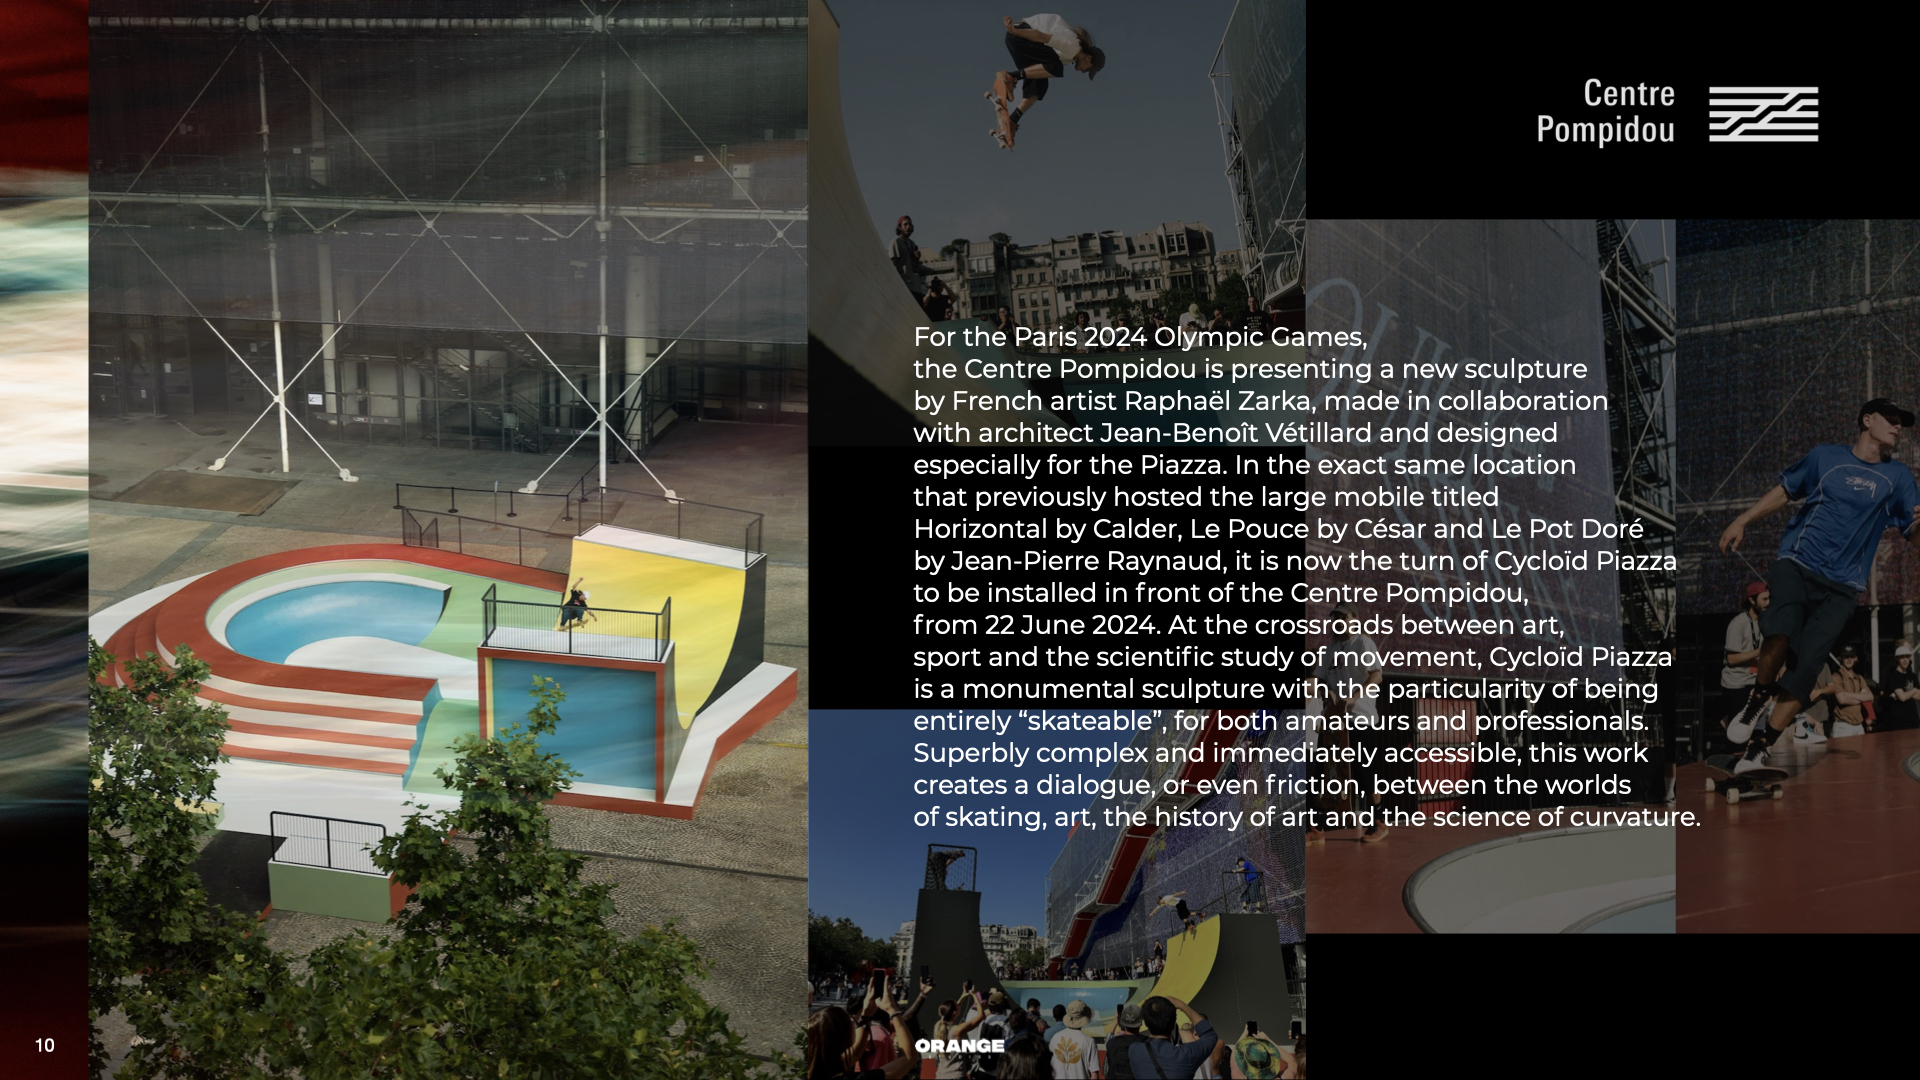 Centre
Pompidou
For the Paris 2024 Olympic Games,
the Centre Pompidou is presenting a new sculpture
by French artist Raphaël Zarka, made in collaboration
with architect Jean-Benoît Vétillard and designed
especially for the Piazza. In the exact same location
that previously hosted the large mobile titled
Horizontal by Calder, Le Pouce by César and Le Pot Doré
by Jean-Pierre Raynaud, it is now the turn of Cycloïd Piazza
to be installed in front of the Centre Pompidou,
from 22 June 2024. At the crossroads between art,
sport and the scientific study of movement, Cycloïd Piazza
is a monumental sculpture with the particularity of being
entirely “skateable”, for both amateurs and professionals.
Superbly complex and immediately accessible, this work
creates a dialogue, or even friction, between the worlds
of skating, art, the history of art and the science of curvature.
10
ORANGE
STUDIOS